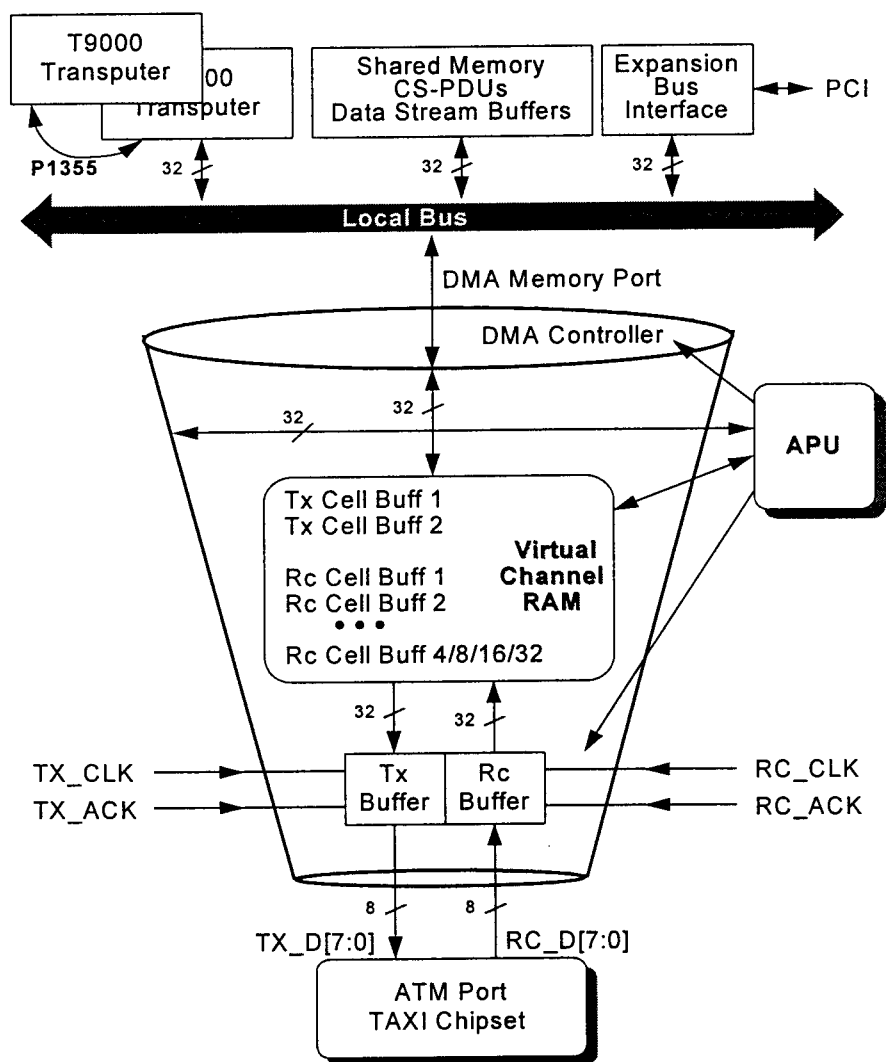 T9000
Transputer
00
Transputer
Shared Memory
CS-PDUs
Data Stream Buffers
Expansion
Bus
Interface
PCI
P1355
32
32
32
Local Bus
DMA Memory Port
DMA Controller
32
32
APU
Tx Cell Buff 1
Tx Cell Buff 2
Virtual
Channel
RAM
Rc Cell Buff 1
Rc Cell Buff 2
• • •
Rc Cell Buff 4/8/16/32
32
32
TX_CLK
TX_ACK
Tx
Buffer
Rc
Buffer
RC_CLK
RC_ACK
8
8
TX_D[7:0]
RC_D[7:0]
ATM Port
TAXI Chipset